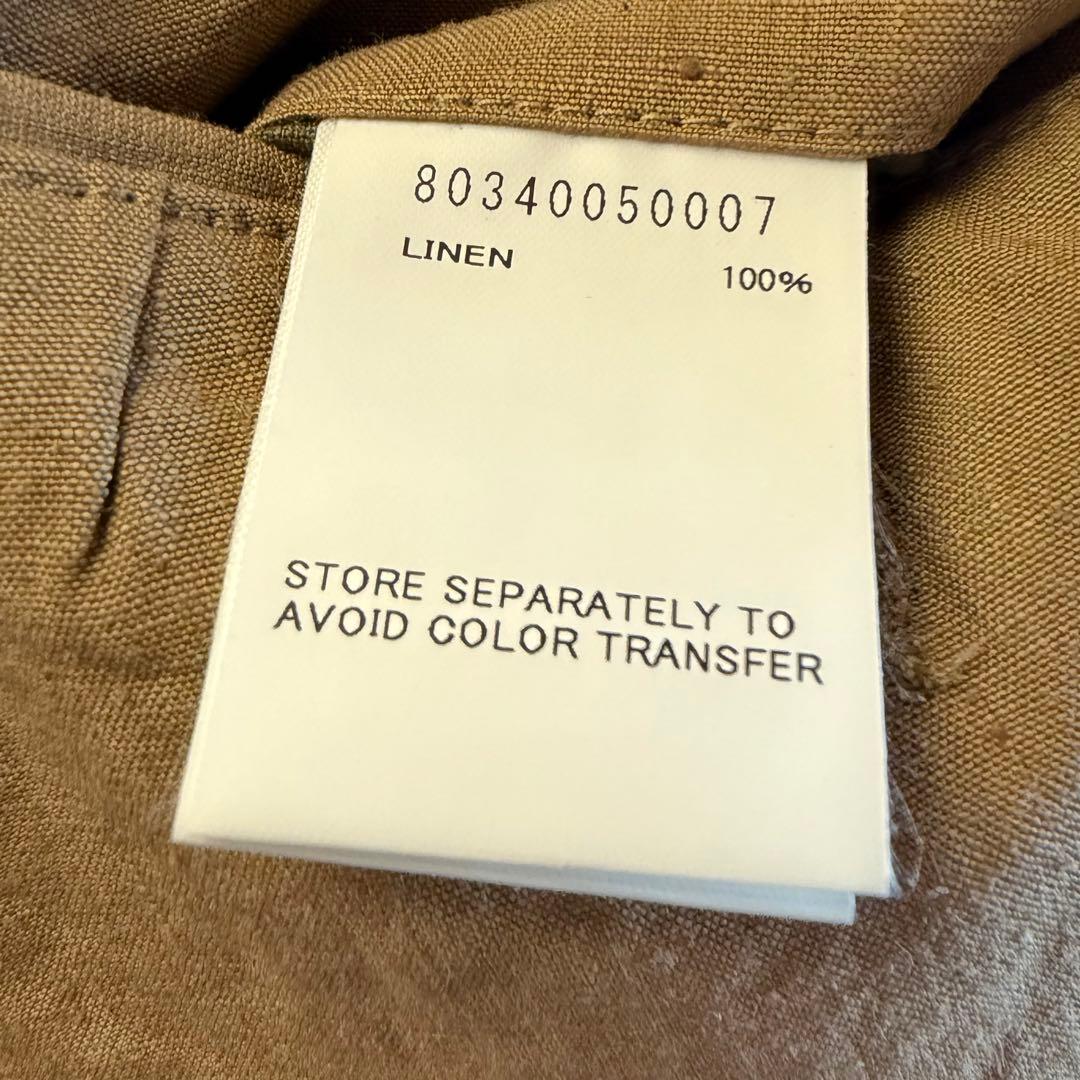 80340050007
LINEN 100%
STORE SEPARATELY TO
AVOID COLOR TRANSFER